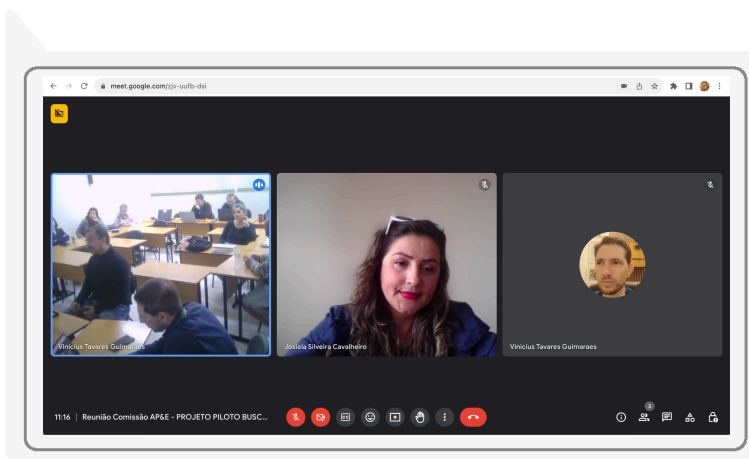 meet.google.com/zjv-uufb-dsi
Vinicius Tavares Guimaraes
Josiela Silveira Cavalheiro
Vinicius Tavares Guimaraes
3
11:16 | Reunião Comissão AP&E - PROJETO PILOTO BUSC...